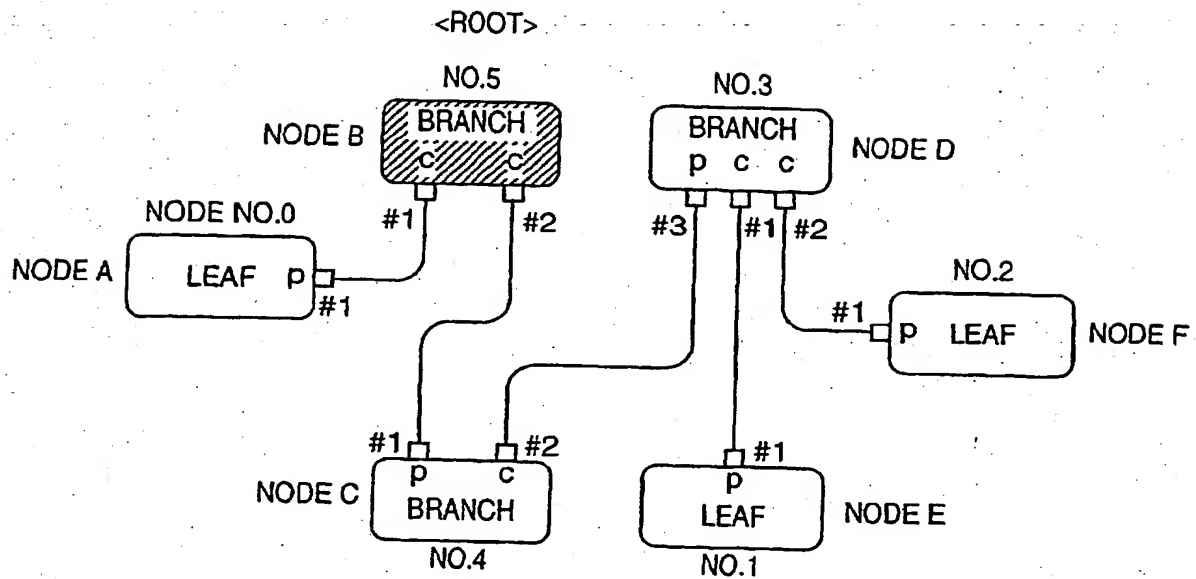 <ROOT>
NO.5
NODE B
BRANCH
c c
#1 #2
NO.3
BRANCH
p c c
NODE D
#3 #1 #2
NODE NO.0
NODE A
LEAF p
#1
NO.2
#1
p LEAF
NODE F
#1 #2
p c
NODE C
BRANCH
NO.4
#1
p
LEAF
NODE E
NO.1